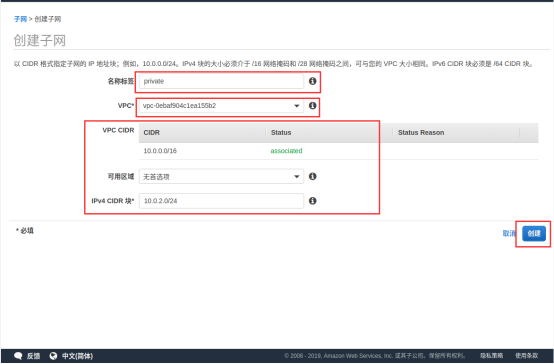 子网 > 创建子网
创建子网
以 CIDR 格式指定子网的 IP 地址块；例如，10.0.0.0/24。IPv4 块的大小必须介于 /16 网络掩码和 /28 网络掩码之间，可与您的 VPC 大小相同。IPv6 CIDR 块必须是 /64 CIDR 块。
名称标签 private
VPC* vpc-0ebaf904c1ea155b2
VPC CIDR CIDR Status Status Reason
10.0.0.0/16 associated
可用区域 无首选项
IPv4 CIDR 块* 10.0.2.0/24
* 必填
取消 创建
反馈 中文(简体) © 2008 - 2019, Amazon Web Services, Inc. 或其子公司。保留所有权利。 隐私策略 使用条款